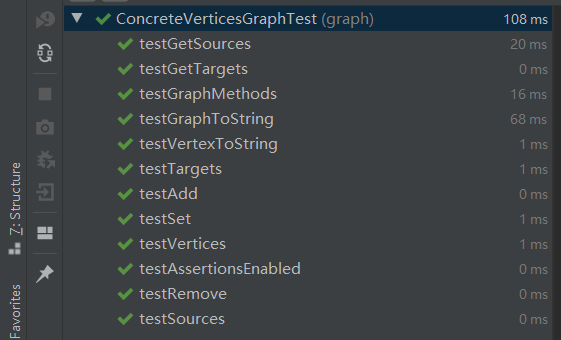 ConcreteVerticesGraphTest (graph) 108 ms
testGetSources 20 ms
testGetTargets 0 ms
testGraphMethods 16 ms
testGraphToString 68 ms
testVertexToString 1 ms
testTargets 1 ms
testAdd 0 ms
testSet 1 ms
testVertices 1 ms
testAssertionsEnabled 0 ms
testRemove 0 ms
testSources 0 ms
7: Structure
Favorites